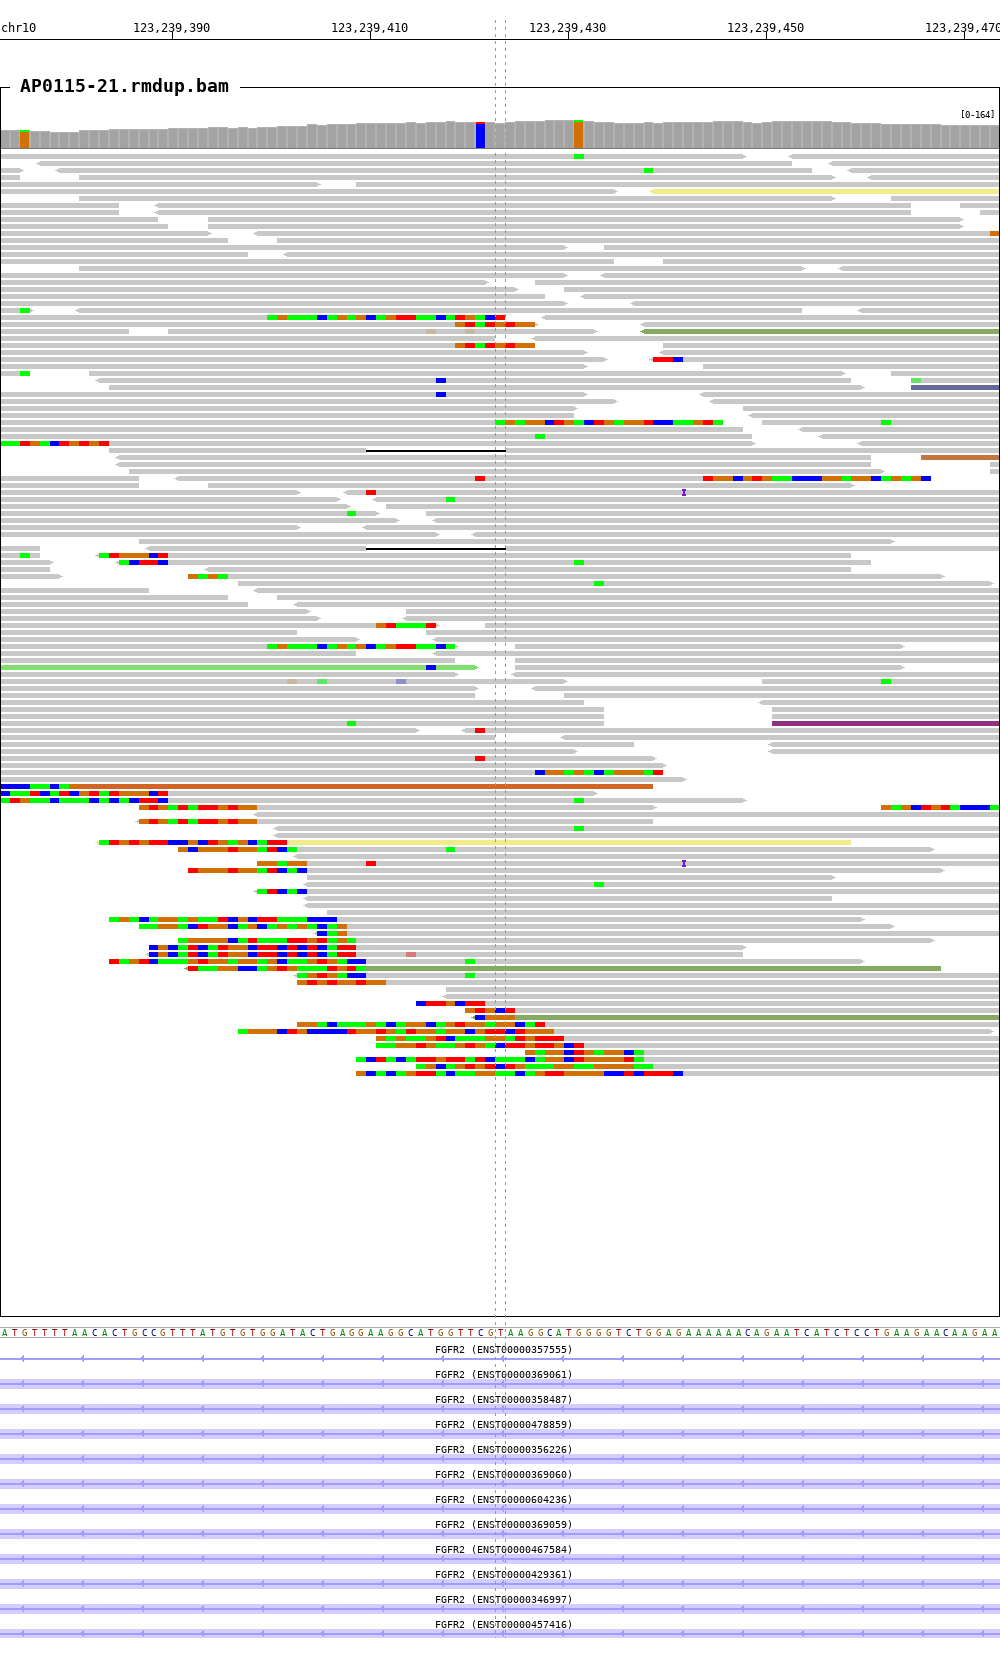 chr10 123,239,390 123,239,410 123,239,430 123,239,450 123,239,470
AP0115-21.rmdup.bam
[0-164]
ATGTTTTAACACTGCCGTTTATGTGTGGATACTGAGGAAGGCATGGTTCGTAAGGCATGGGGTCTGGAGAAAAAACAGAATCATCTCCTGAAGAACAAGAA
FGFR2 (ENST00000357555)
FGFR2 (ENST00000369061)
FGFR2 (ENST00000358487)
FGFR2 (ENST00000478859)
FGFR2 (ENST00000356226)
FGFR2 (ENST00000369060)
FGFR2 (ENST00000604236)
FGFR2 (ENST00000369059)
FGFR2 (ENST00000467584)
FGFR2 (ENST00000429361)
FGFR2 (ENST00000346997)
FGFR2 (ENST00000457416)